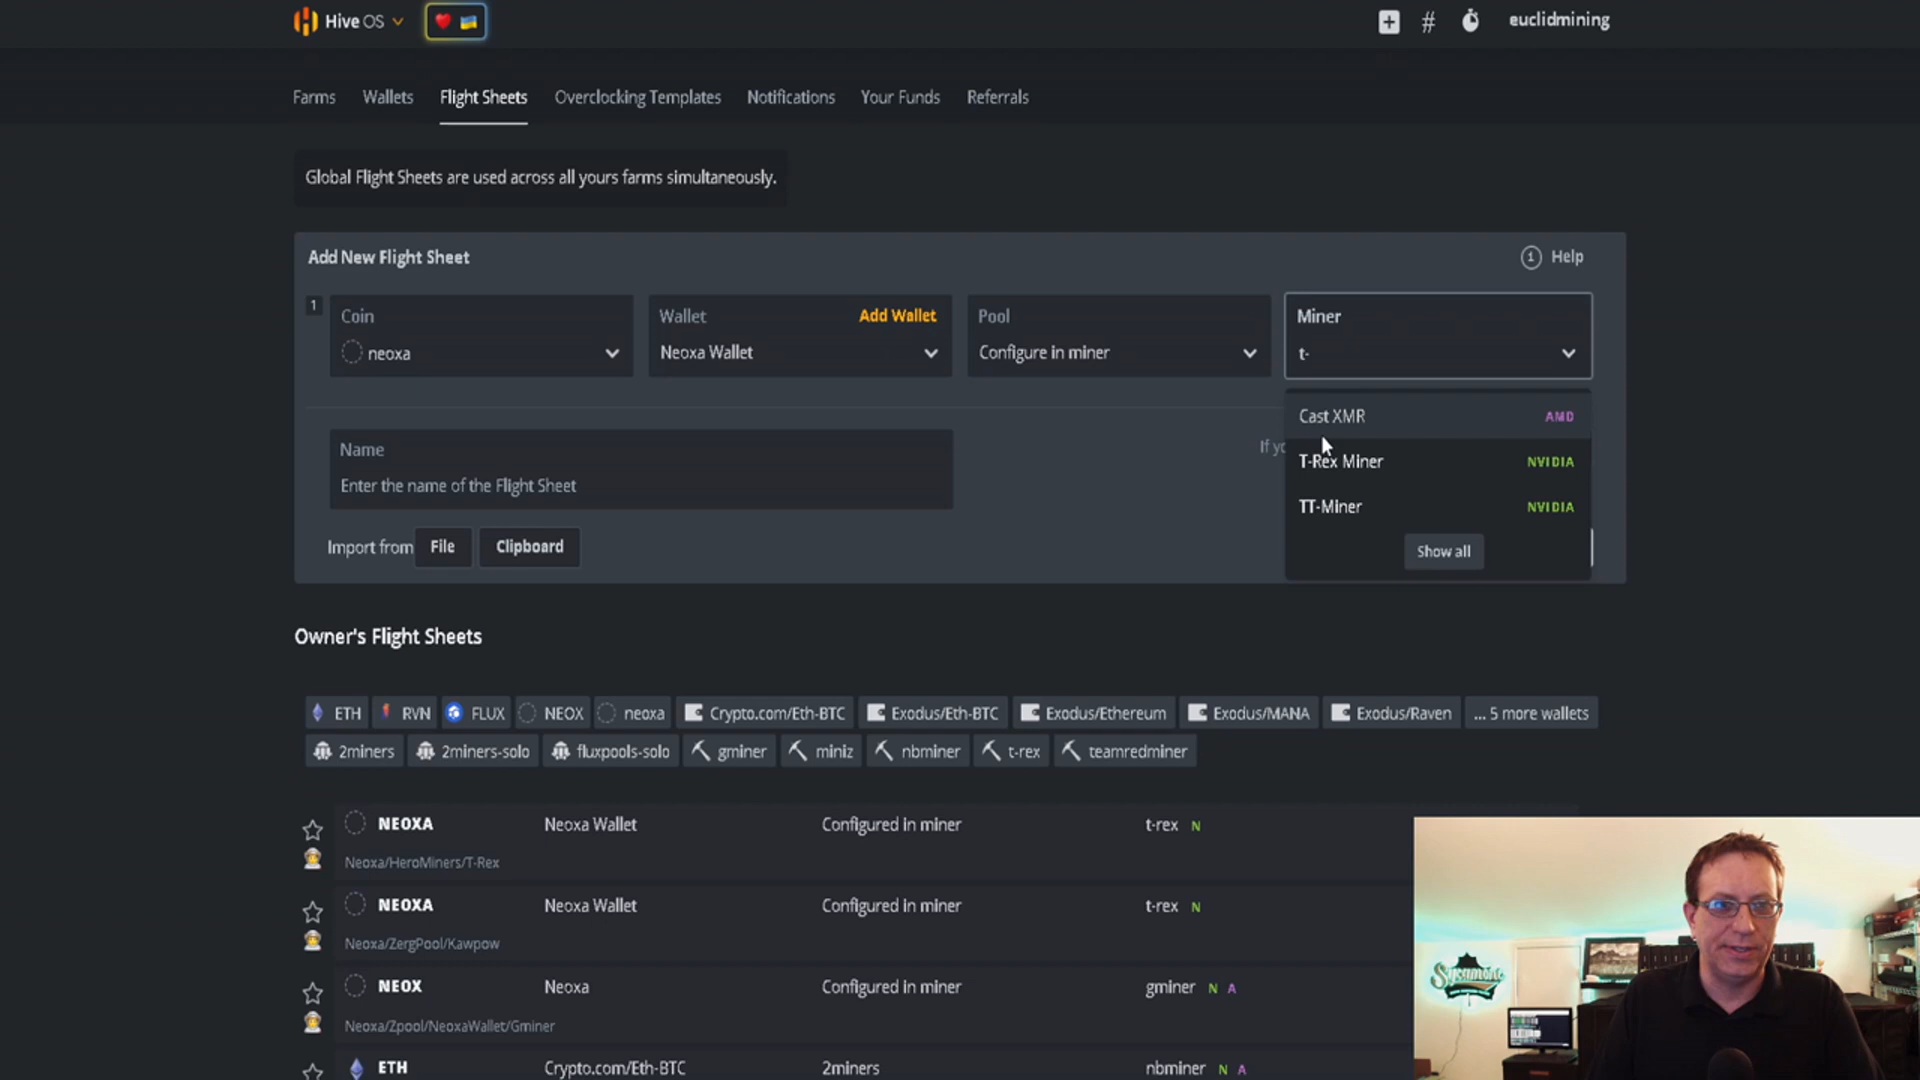 Hive OS
# euclidmining
Farms Wallets Flight Sheets Overclocking Templates Notifications Your Funds Referrals
Global Flight Sheets are used across all yours farms simultaneously.
Add New Flight Sheet
Help
1
Coin
neoxa
Wallet Add Wallet
Neoxa Wallet
Pool
Configure in miner
Miner
t-
Cast XMR AMD
T-Rex Miner NVIDIA
TT-Miner NVIDIA
Show all
Name
Enter the name of the Flight Sheet
If
Import from File Clipboard
Owner's Flight Sheets
ETH RVN FLUX NEOX neoxa Crypto.com/Eth-BTC Exodus/Eth-BTC Exodus/Ethereum Exodus/MANA Exodus/Raven ... 5 more wallets
2miners 2miners-solo fluxpools-solo gminer miniz nbminer t-rex teamredminer
NEOXA Neoxa Wallet Configured in miner t-rex N
Neoxa/HeroMiners/T-Rex
NEOXA Neoxa Wallet Configured in miner t-rex N
Neoxa/ZergPool/Kawpow
NEOX Neoxa Configured in miner gminer N A
Neoxa/Zpool/NeoxaWallet/Gminer
ETH Crypto.com/Eth-BTC 2miners nbminer N A
Sycamore